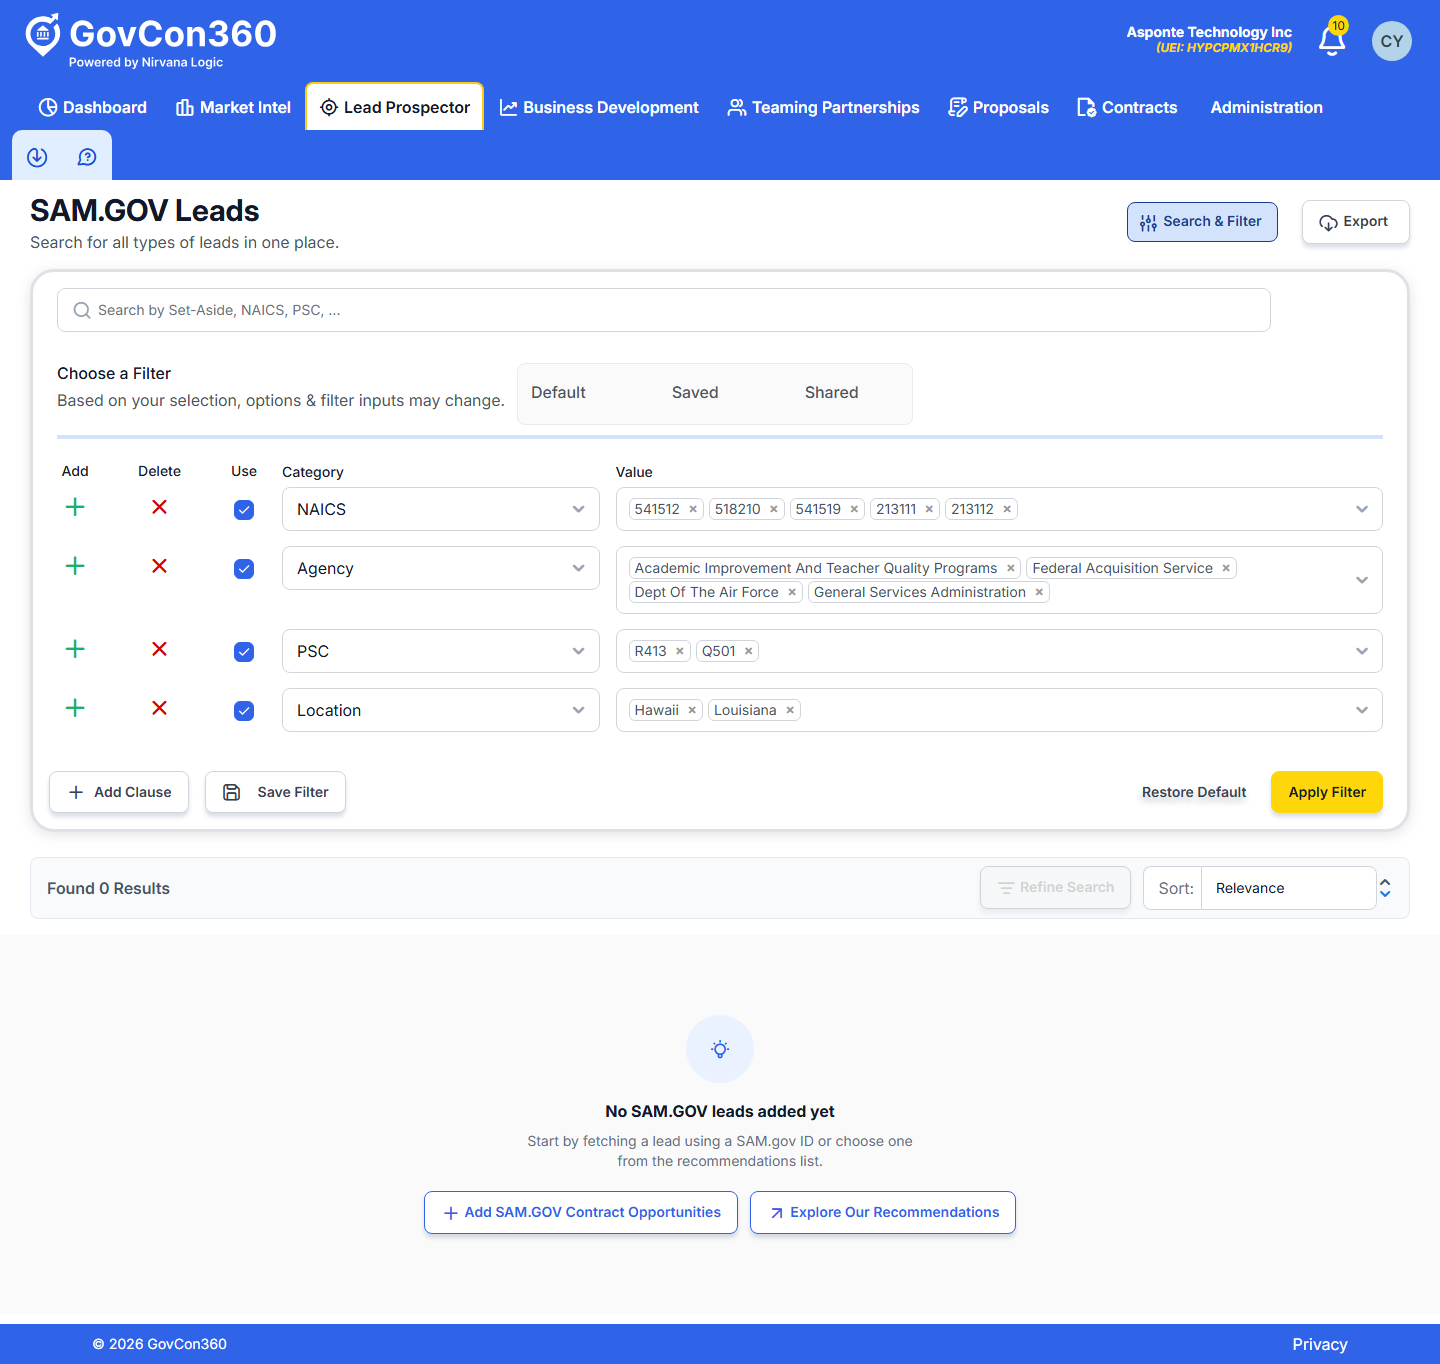 GovCon360
Powered by Nirvana Logic
Asponte Technology Inc
(UEI: HYPCPMX1HCR9)
10
CY
Dashboard
Market Intel
Lead Prospector
Business Development
Teaming Partnerships
Proposals
Contracts
Administration
SAM.GOV Leads
Search for all types of leads in one place.
Search & Filter
Export
Search by Set-Aside, NAICS, PSC, ...
Choose a Filter
Based on your selection, options & filter inputs may change.
Default
Saved
Shared
Add
Delete
Use
Category
Value
NAICS
541512 × 518210 × 541519 × 213111 × 213112 ×
Agency
Academic Improvement And Teacher Quality Programs × Federal Acquisition Service ×
Dept Of The Air Force × General Services Administration ×
PSC
R413 × Q501 ×
Location
Hawaii × Louisiana ×
Add Clause
Save Filter
Restore Default
Apply Filter
Found 0 Results
Refine Search
Sort:
Relevance
No SAM.GOV leads added yet
Start by fetching a lead using a SAM.gov ID or choose one
from the recommendations list.
Add SAM.GOV Contract Opportunities
Explore Our Recommendations
© 2026 GovCon360
Privacy